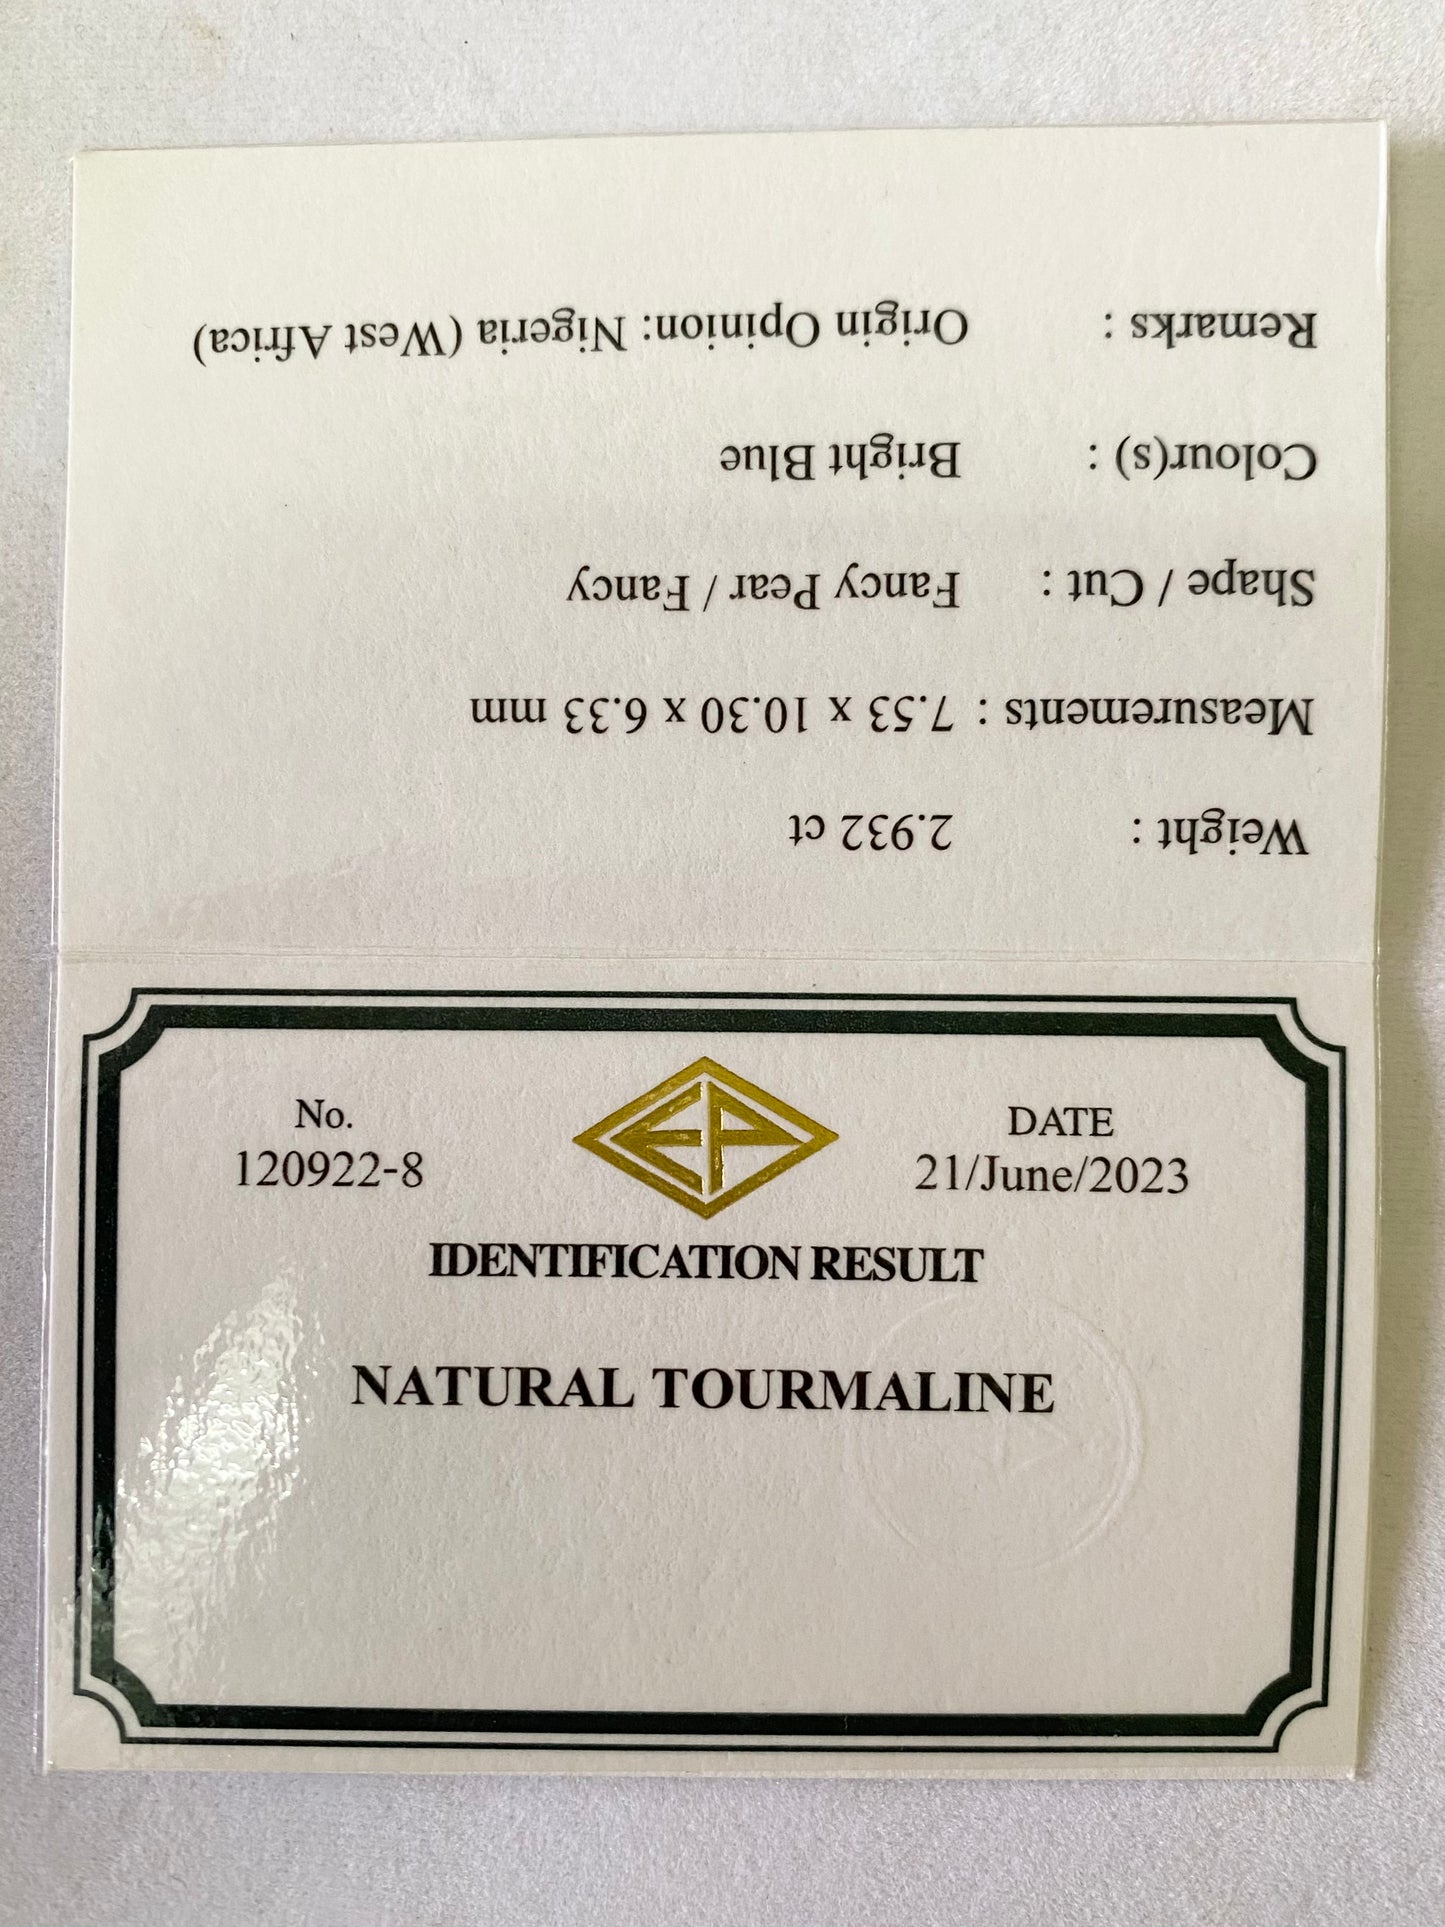 No.
120922-8
EP
DATE
21/June/2023
IDENTIFICATION RESULT
NATURAL TOURMALINE
Weight : 2.932 ct
Measurements : 7.53 x 10.30 x 6.33 mm
Shape / Cut : Fancy Pear / Fancy
Colour(s) : Bright Blue
Remarks : Origin Opinion: Nigeria (West Africa)